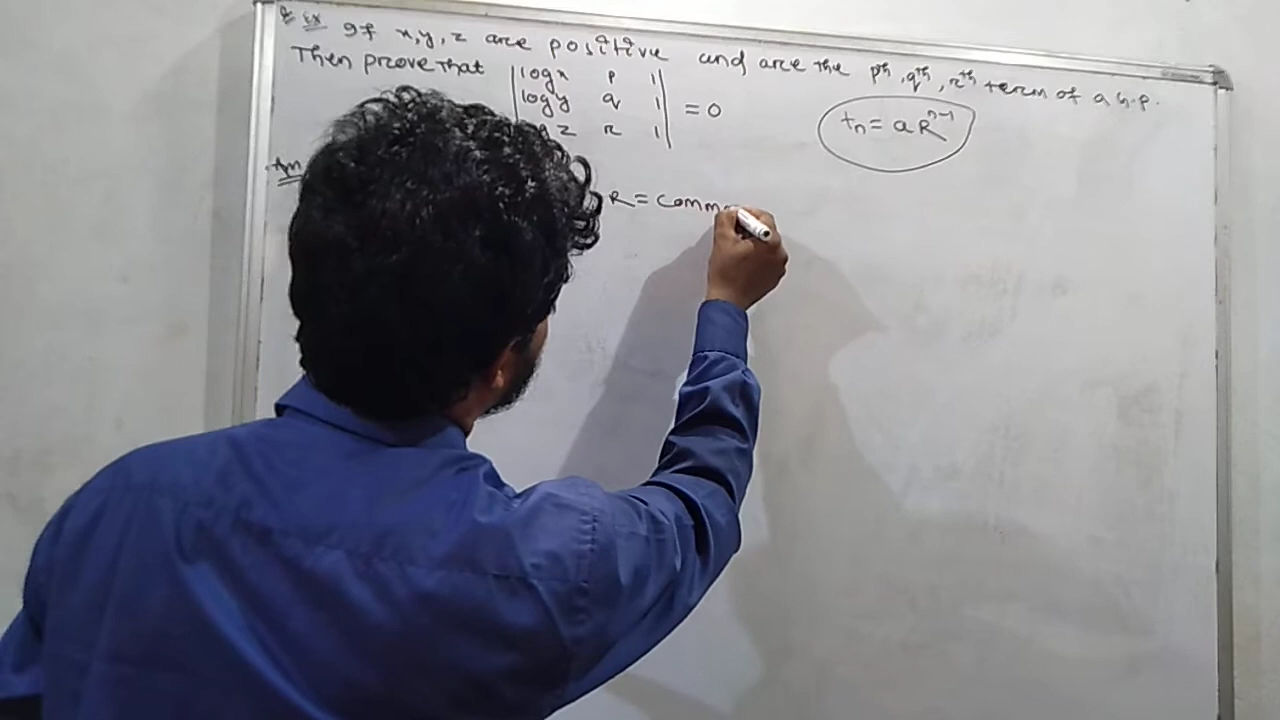 Ex If x, y, z are positive and are the pth, qth, rth term of a G.P.
Then prove that
| log x p 1 |
| log y q 1 | = 0
z r 1 |
tn = aR^n-1
Ans
R = comm